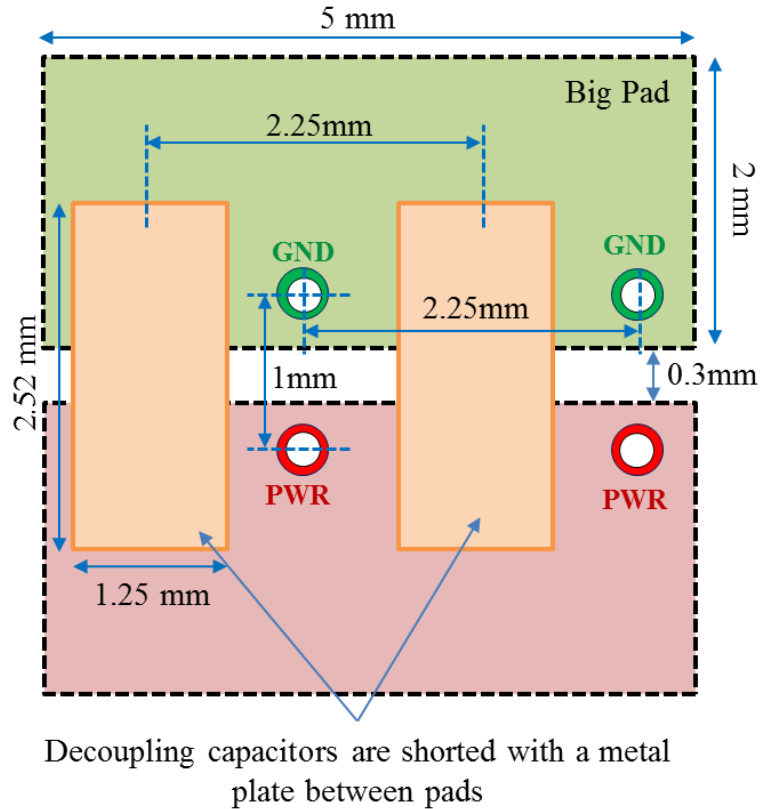 5 mm
Big Pad
2.25mm
2 mm
GND
GND
2.25mm
2.52 mm
1mm
0.3mm
PWR
PWR
1.25 mm
Decoupling capacitors are shorted with a metal
plate between pads